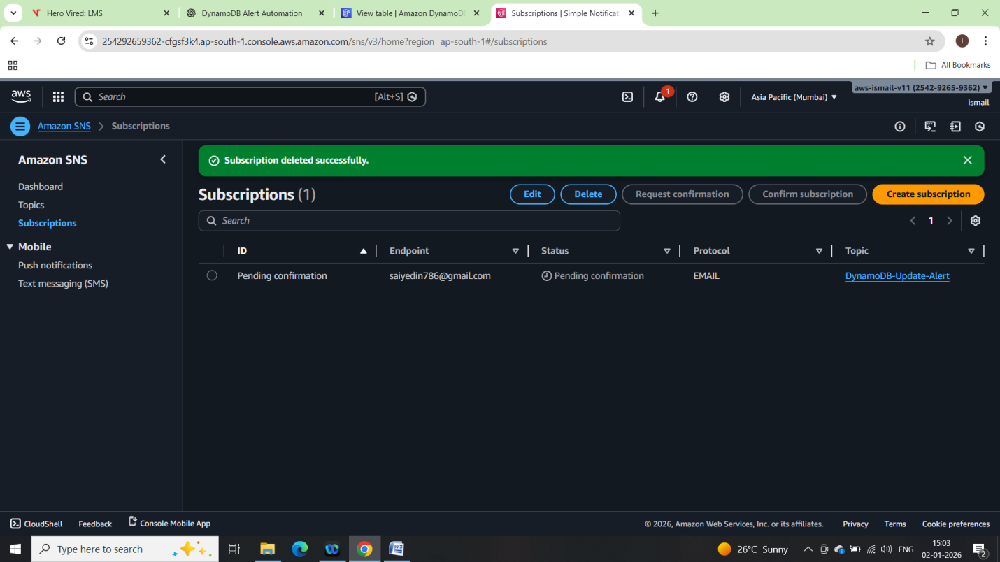 Hero Vired: LMS
DynamoDB Alert Automation
View table | Amazon DynamoD
Subscriptions | Simple Notificat
254292659362-cfgsf3k4.ap-south-1.console.aws.amazon.com/sns/v3/home?region=ap-south-1#/subscriptions
I
All Bookmarks
aws
Search
[Alt+S]
1
Asia Pacific (Mumbai)
aws-ismail-v11 (2542-9265-9362)
ismail
Amazon SNS
Subscriptions
Amazon SNS
Dashboard
Topics
Subscriptions
Mobile
Push notifications
Text messaging (SMS)
Subscription deleted successfully.
Subscriptions (1)
Edit
Delete
Request confirmation
Confirm subscription
Create subscription
Search
1
ID
Endpoint
Status
Protocol
Topic
Pending confirmation
saiyedin786@gmail.com
Pending confirmation
EMAIL
DynamoDB-Update-Alert
CloudShell
Feedback
Console Mobile App
© 2026, Amazon Web Services, Inc. or its affiliates.
Privacy
Terms
Cookie preferences
Type here to search
26°C Sunny
ENG
15:03
02-01-2026
2